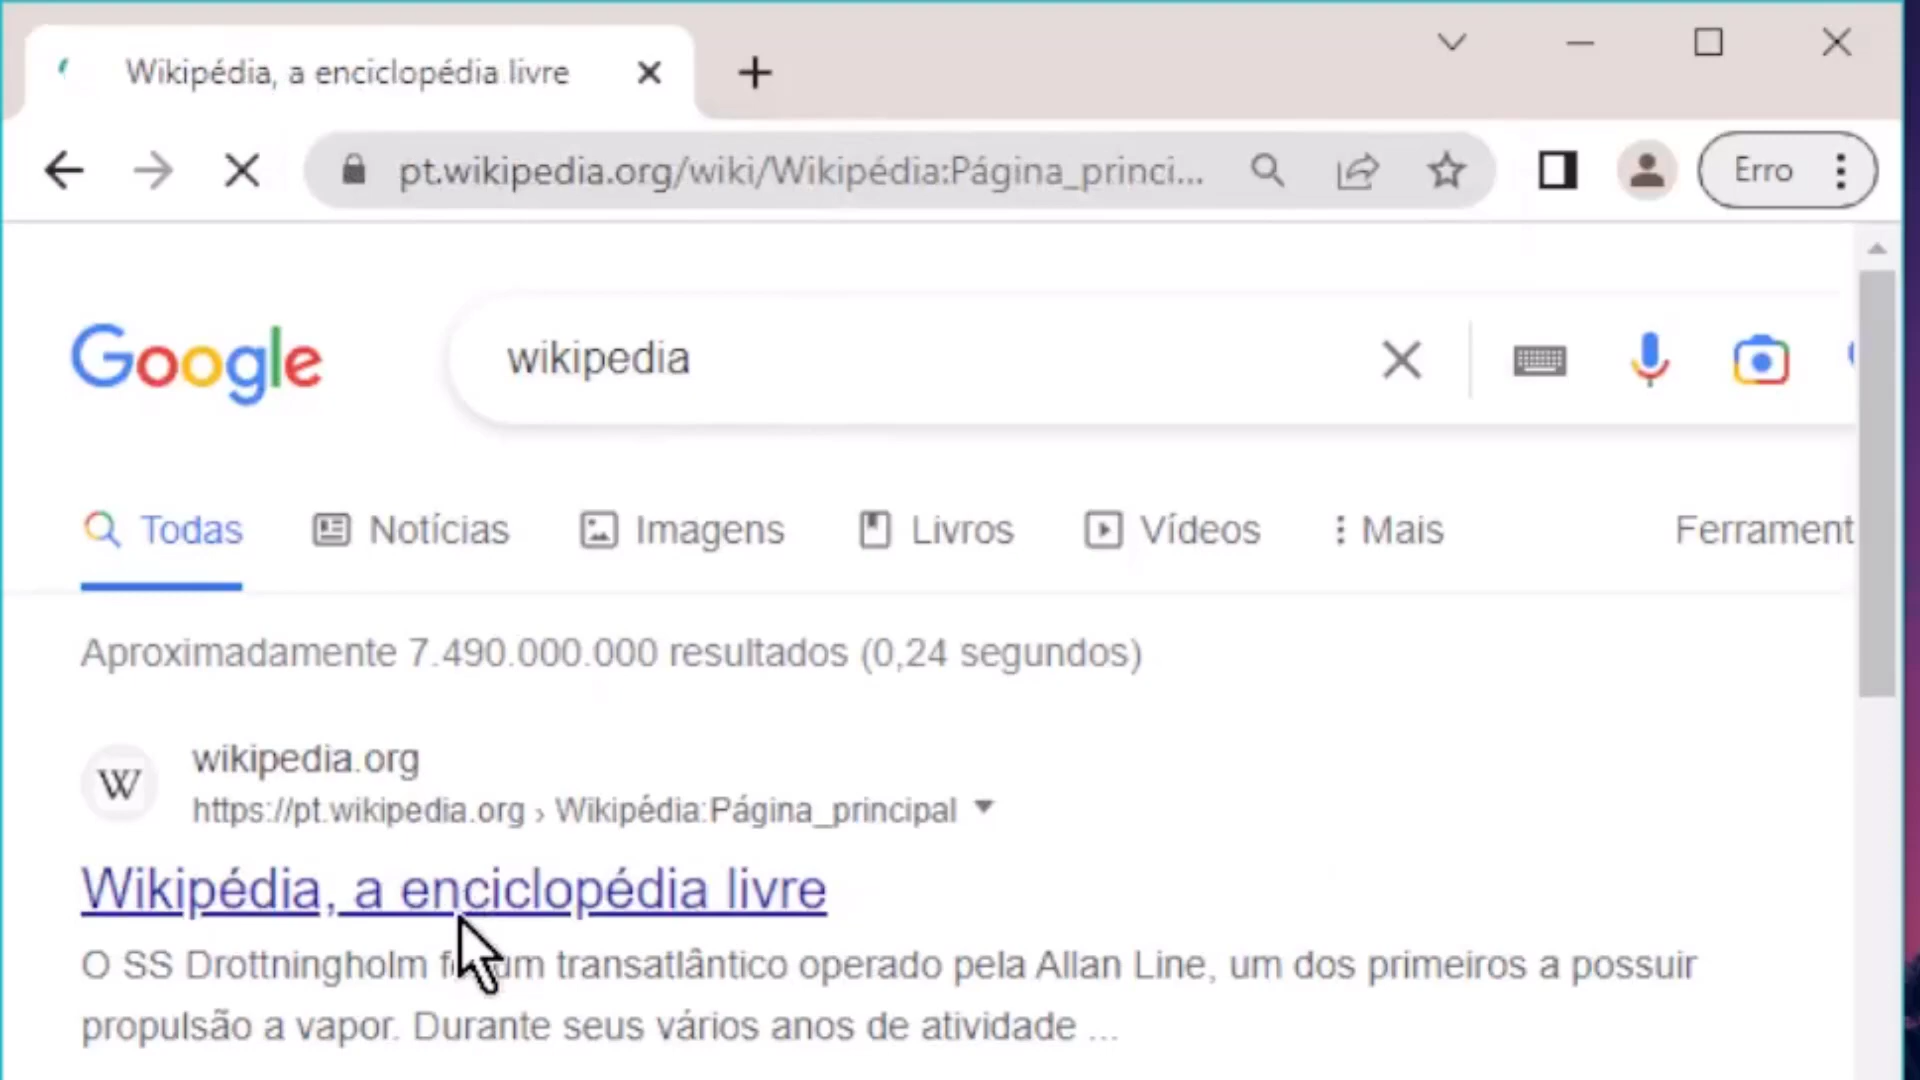 Wikipédia, a enciclopédia livre
pt.wikipedia.org/wiki/Wikipédia:Página_princi... Erro
Google wikipedia
Todas Notícias Imagens Livros Vídeos Mais Ferrament
Aproximadamente 7.490.000.000 resultados (0,24 segundos)
W wikipedia.org
https://pt.wikipedia.org › Wikipédia:Página_principal
Wikipédia, a enciclopédia livre
O SS Drottningholm um transatlântico operado pela Allan Line, um dos primeiros a possuir
propulsão a vapor. Durante seus vários anos de atividade ...